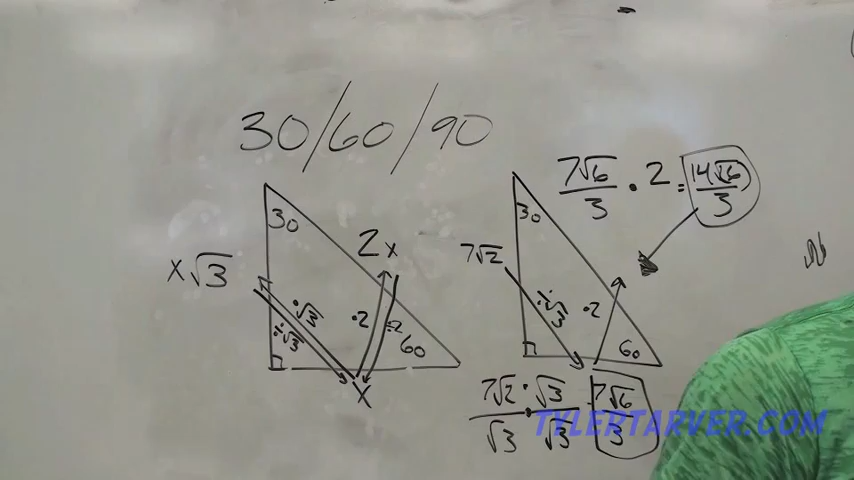 30/60/90
30
2x
x√3
·√3
÷√3
·2
÷2
60
x
7√6/3 · 2 = 14√6/3
30
7√2
÷√3
·2
60
7√2/√3 · √3/√3 7√6/3
TYLERTARVER.COM